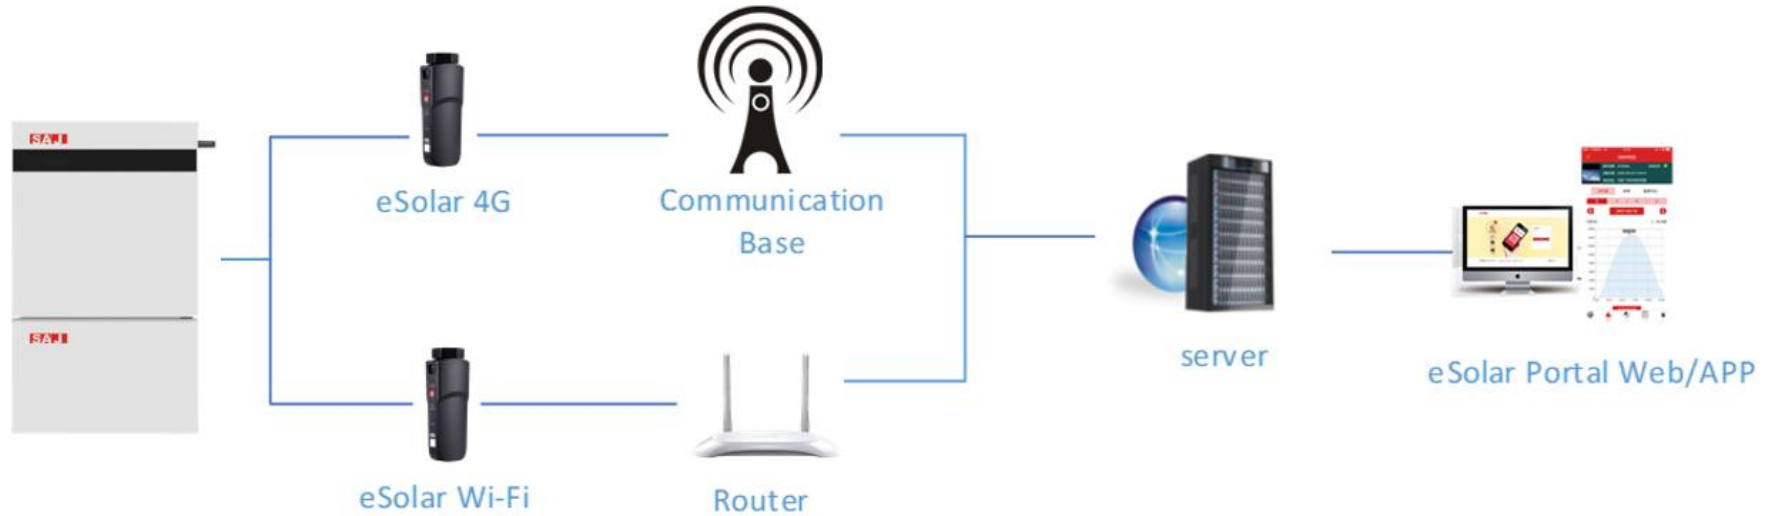 SAJ
SAJ
eSolar 4G
Communication
Base
eSolar Wi-Fi
Router
server
eSolar Portal Web/APP